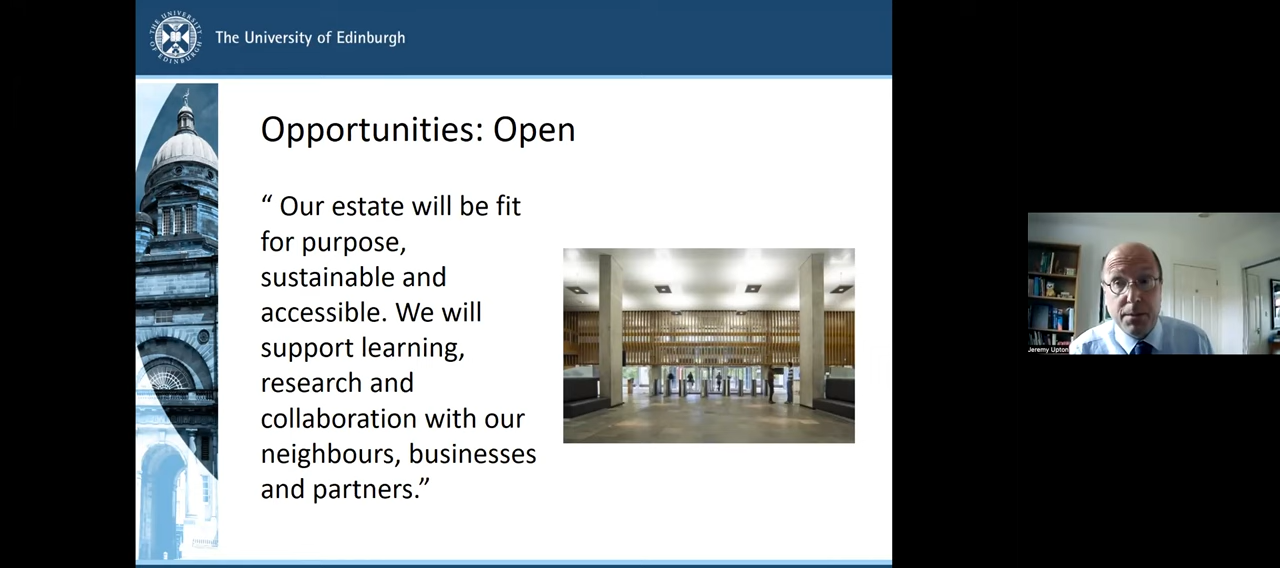 The University of Edinburgh
Opportunities: Open
“ Our estate will be fit
for purpose,
sustainable and
accessible. We will
support learning,
research and
collaboration with our
neighbours, businesses
and partners.”
Jeremy Upton